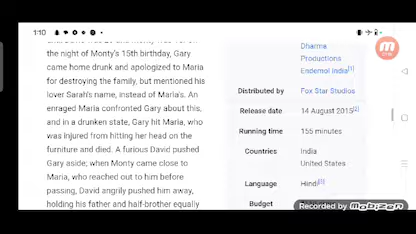 1:10
the night of Monty's 15th birthday, Gary
came home drunk and apologized to Maria
for destroying the family, but mentioned his
lover Sarah's name, instead of Maria's. An
enraged Maria confronted Gary about this,
and in a drunken state, Gary hit Maria, who
was injured from hitting her head on the
furniture and died. A furious David pushed
Gary aside; when Monty came close to
Maria, who reached out to him before
passing, David angrily pushed him away,
holding his father and half-brother equally
Dharma
Productions
Endemol India[1]
Distributed by Fox Star Studios
Release date 14 August 2015[2]
Running time 155 minutes
Countries India
United States
Language Hindi
Budget
Recorded by Mobizen